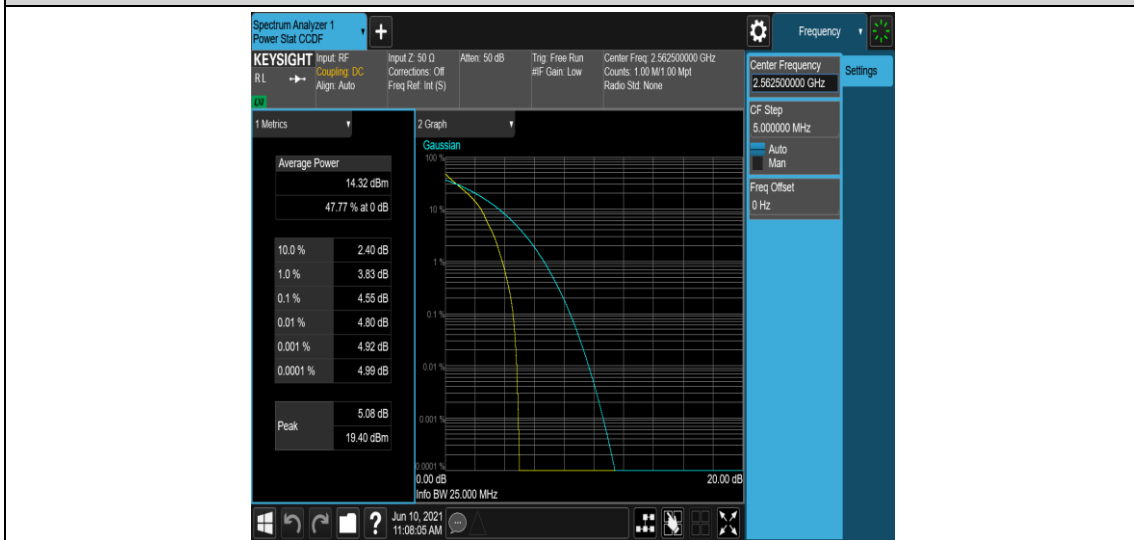 Spectrum Analyzer 1
Power Stat CCDF
+
Frequency
KEYSIGHT
RL
LXI
Input: RF
Coupling: DC
Align: Auto
Input Z: 50 Ω
Corrections: Off
Freq Ref: Int (S)
Atten: 50 dB
Trig: Free Run
#IF Gain: Low
Center Freq: 2.562500000 GHz
Counts: 1.00 M/1.00 Mpt
Radio Std: None
Center Frequency
2.562500000 GHz
Settings
CF Step
5.000000 MHz
Auto
Man
Freq Offset
0 Hz
1 Metrics
Average Power
14.32 dBm
47.77 % at 0 dB
10.0 % 2.40 dB
1.0 % 3.83 dB
0.1 % 4.55 dB
0.01 % 4.80 dB
0.001 % 4.92 dB
0.0001 % 4.99 dB
Peak
5.08 dB
19.40 dBm
2 Graph
Gaussian
100 %
10 %
1 %
0.1 %
0.01 %
0.001 %
0.0001 %
0.00 dB 20.00 dB
Info BW 25.000 MHz
?
Jun 10, 2021
11:08:05 AM